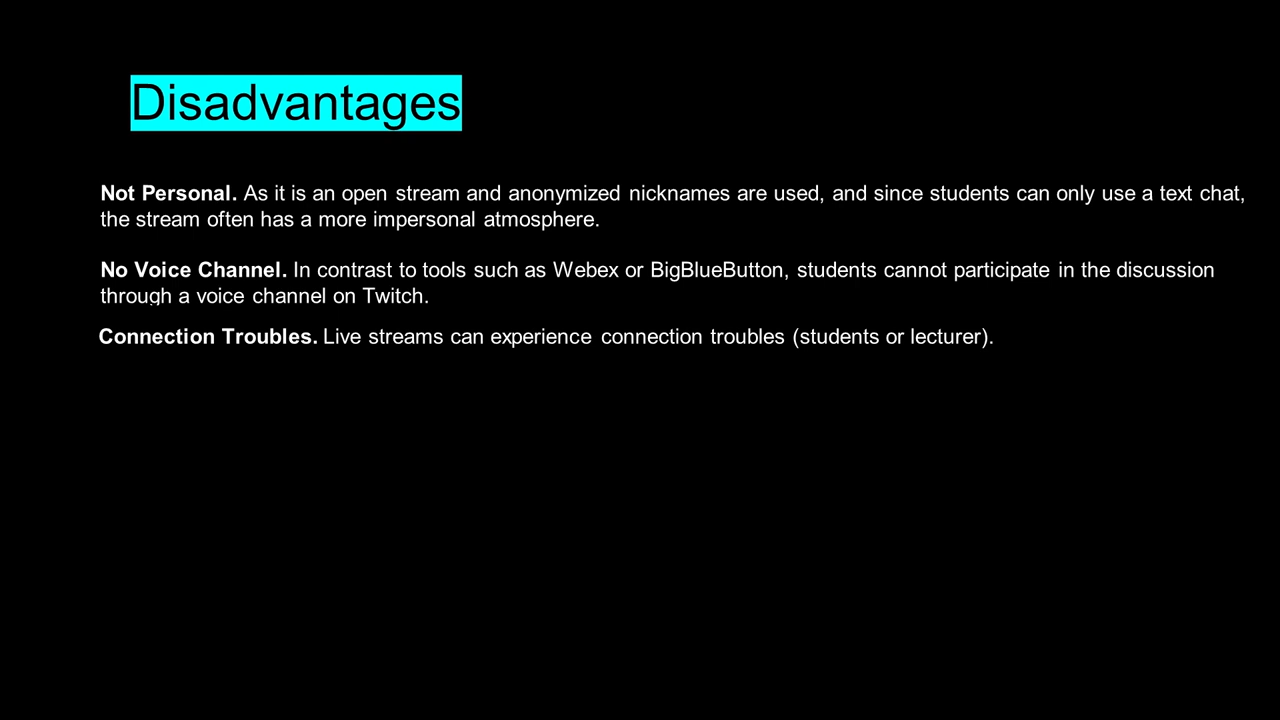 Disadvantages
Not Personal. As it is an open stream and anonymized nicknames are used, and since students can only use a text chat,
the stream often has a more impersonal atmosphere.
No Voice Channel. In contrast to tools such as Webex or BigBlueButton, students cannot participate in the discussion
through a voice channel on Twitch.
Connection Troubles. Live streams can experience connection troubles (students or lecturer).